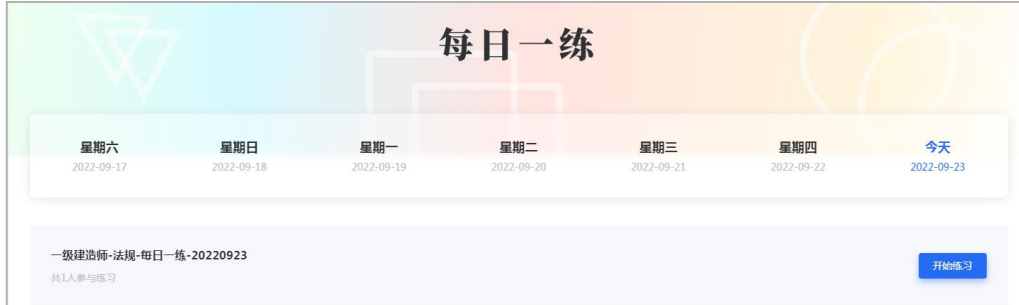 每日一练
星期六 星期日 星期一 星期二 星期三 星期四 今天
2022-09-17 2022-09-18 2022-09-19 2022-09-20 2022-09-21 2022-09-22 2022-09-23
一级建造师-法规-每日一练-20220923
共1人参与练习
开始练习